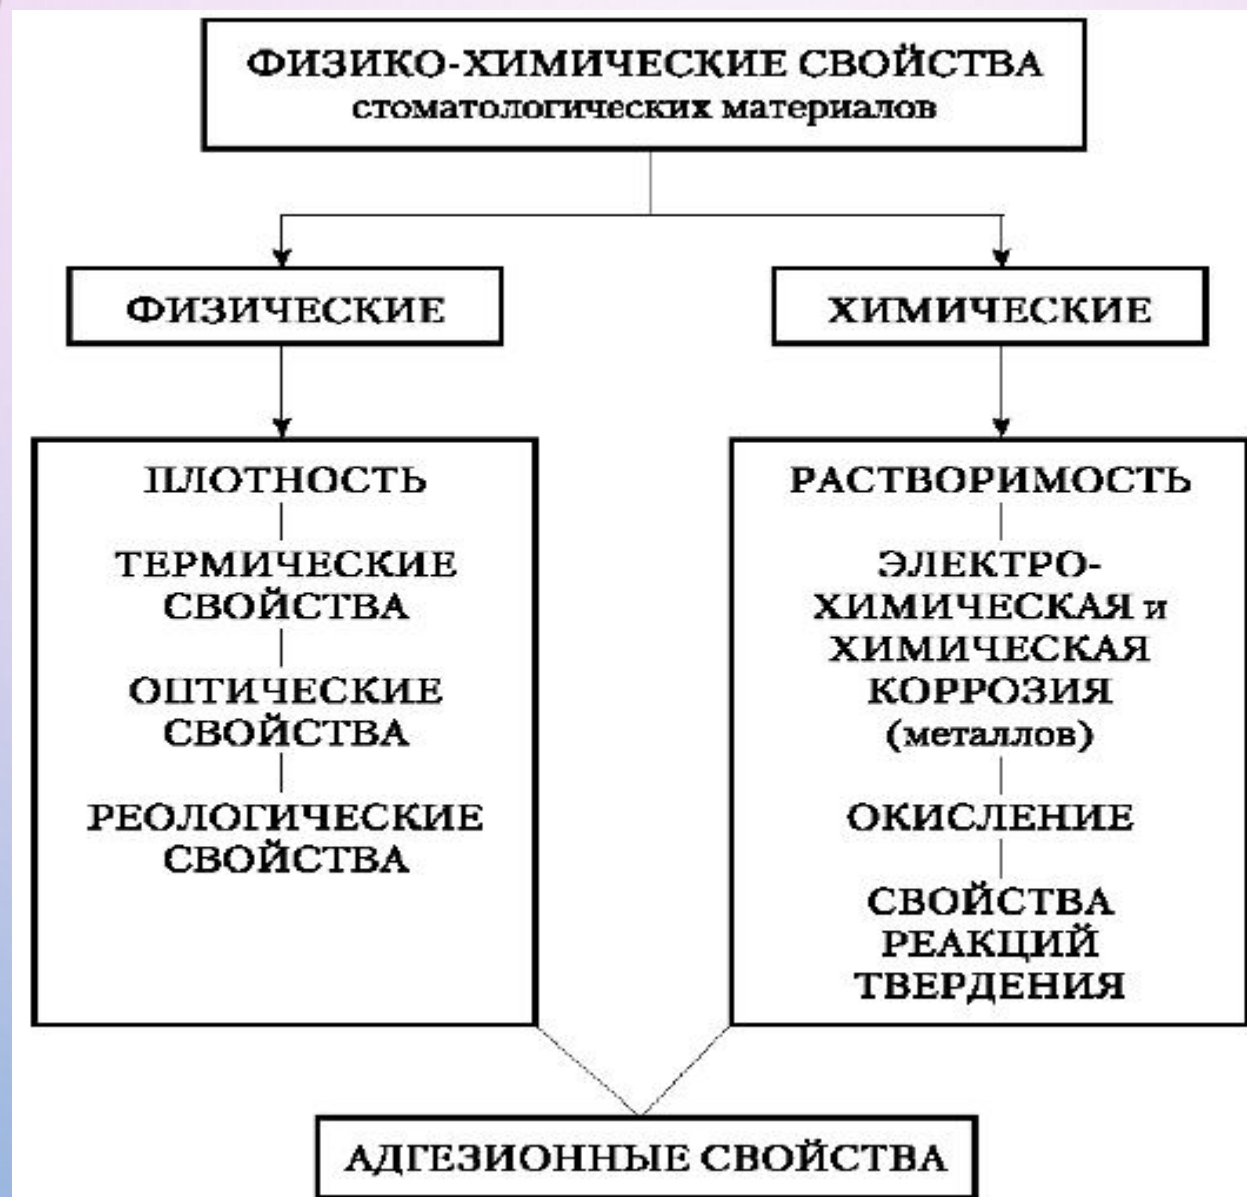 ФИЗИКО-ХИМИЧЕСКИЕ СВОЙСТВА
стоматологических материалов
ФИЗИЧЕСКИЕ
ХИМИЧЕСКИЕ
ПЛОТНОСТЬ
ТЕРМИЧЕСКИЕ
СВОЙСТВА
ОПТИЧЕСКИЕ
СВОЙСТВА
РЕОЛОГИЧЕСКИЕ
СВОЙСТВА
РАСТВОРИМОСТЬ
ЭЛЕКТРО-
ХИМИЧЕСКАЯ и
ХИМИЧЕСКАЯ
КОРРОЗИЯ
(металлов)
ОКИСЛЕНИЕ
СВОЙСТВА
РЕАКЦИЙ
ТВЕРДЕНИЯ
АДГЕЗИОННЫЕ СВОЙСТВА